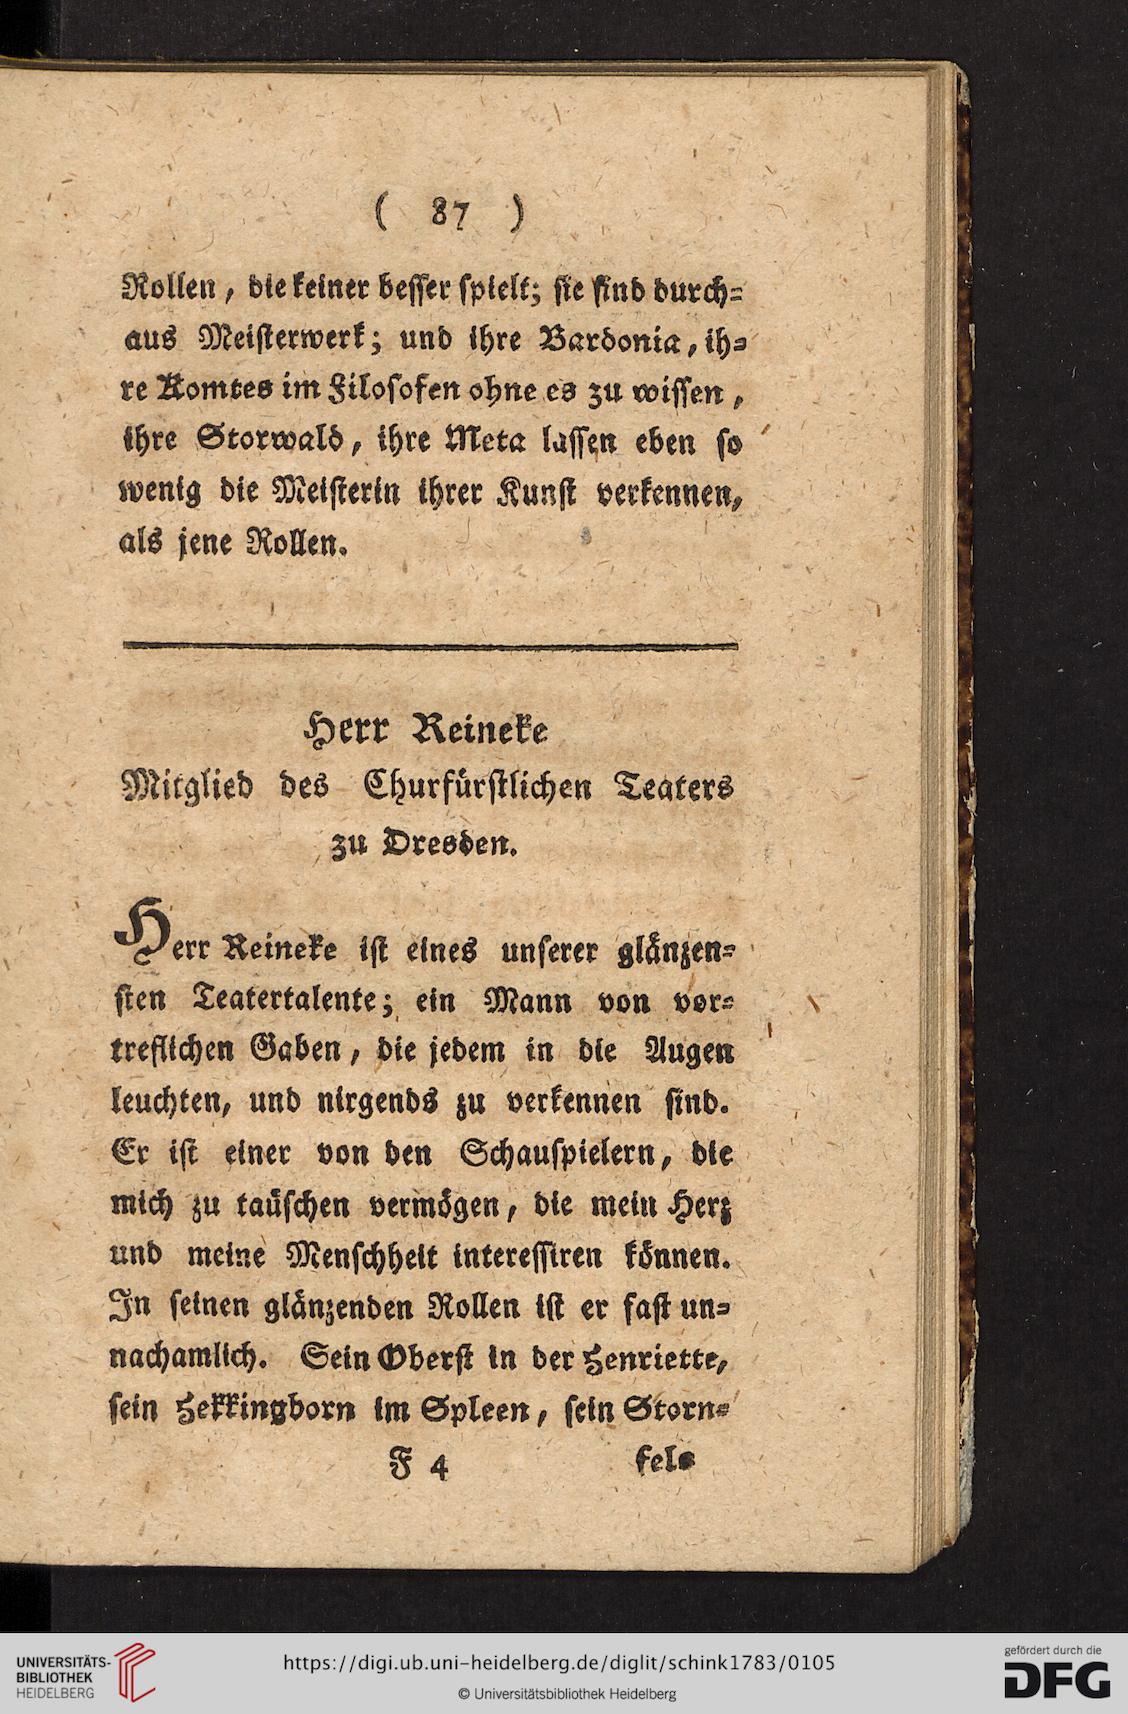 ( 87 )
Rollen, die keiner besser spielt; sie sind durch-
aus Meisterwerk; und ihre Bardonia, ih-
re Komtes im Filosofen ohne es zu wissen,
ihre Storwald, ihre Meta lassen eben so
wenig die Meisterin ihrer Kunst verkennen,
als jene Rollen.
Herr Reineke
Mitglied des Churfürstlichen Teaters
zu Dresden.
Herr Reineke ist eines unserer glänzen-
sten Teatertalente; ein Mann von vor-
treflichen Gaben, die jedem in die Augen
leuchten, und nirgends zu verkennen sind.
Er ist einer von den Schauspielern, die
mich zu taüschen vermögen, die mein Herz
und meine Menschheit interessiren können.
In seinen glänzenden Rollen ist er fast un-
nachamlich. Sein Oberst in der Henriette,
sein Hekkingborn im Spleen, sein Storn-
F 4 fels
UNIVERSITÄTS-
BIBLIOTHEK
HEIDELBERG
https://digi.ub.uni-heidelberg.de/diglit/schink1783/0105
© Universitätsbibliothek Heidelberg
gefördert durch die
DFG